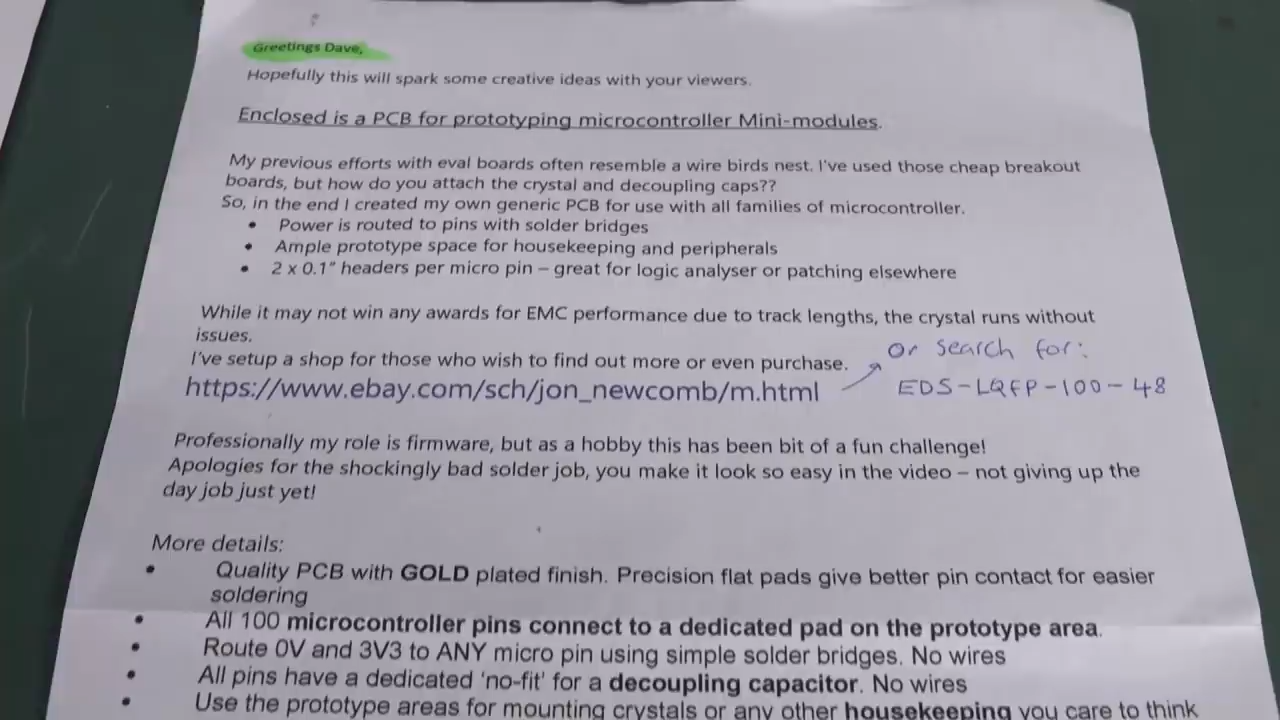 Greetings Dave,
Hopefully this will spark some creative ideas with your viewers.
Enclosed is a PCB for prototyping microcontroller Mini-modules.
My previous efforts with eval boards often resemble a wire birds nest. I've used those cheap breakout
boards, but how do you attach the crystal and decoupling caps??
So, in the end I created my own generic PCB for use with all families of microcontroller.
• Power is routed to pins with solder bridges
• Ample prototype space for housekeeping and peripherals
• 2 x 0.1" headers per micro pin – great for logic analyser or patching elsewhere
While it may not win any awards for EMC performance due to track lengths, the crystal runs without
issues.
I've setup a shop for those who wish to find out more or even purchase.
https://www.ebay.com/sch/jon_newcomb/m.html
or search for:
EDS-LQFP-100-48
Professionally my role is firmware, but as a hobby this has been bit of a fun challenge!
Apologies for the shockingly bad solder job, you make it look so easy in the video – not giving up the
day job just yet!
More details:
• Quality PCB with GOLD plated finish. Precision flat pads give better pin contact for easier
soldering
• All 100 microcontroller pins connect to a dedicated pad on the prototype area.
• Route 0V and 3V3 to ANY micro pin using simple solder bridges. No wires
• All pins have a dedicated 'no-fit' for a decoupling capacitor. No wires
• Use the prototype areas for mounting crystals or any other housekeeping you care to think